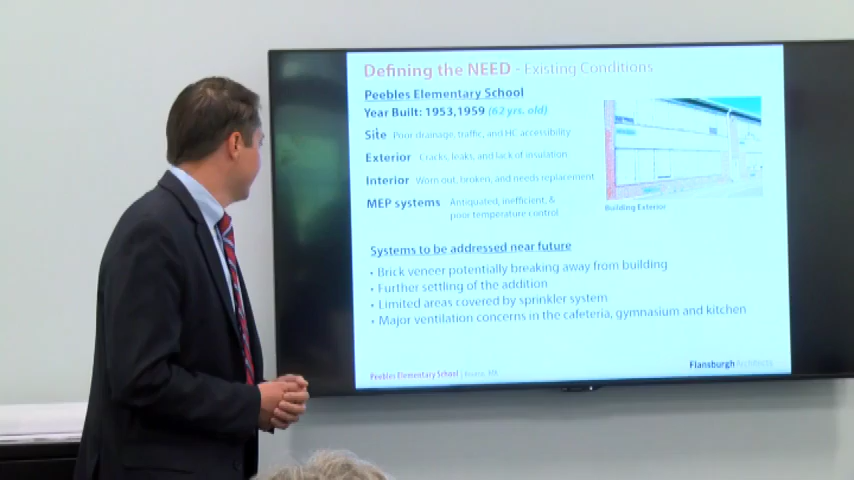 Defining the NEED - Existing Conditions
Peebles Elementary School
Year Built: 1953,1959 (62 yrs. old)
Site Poor drainage, traffic, and HC accessibility
Exterior Cracks, leaks, and lack of insulation
Interior Worn out, broken, and needs replacement
MEP systems Antiquated, inefficient, &
poor temperature control
Building Exterior
Systems to be addressed near future
• Brick veneer potentially breaking away from building
• Further settling of the addition
• Limited areas covered by sprinkler system
• Major ventilation concerns in the cafeteria, gymnasium and kitchen
Peebles Elementary School | Bourne, MA
Flansburgh Architects